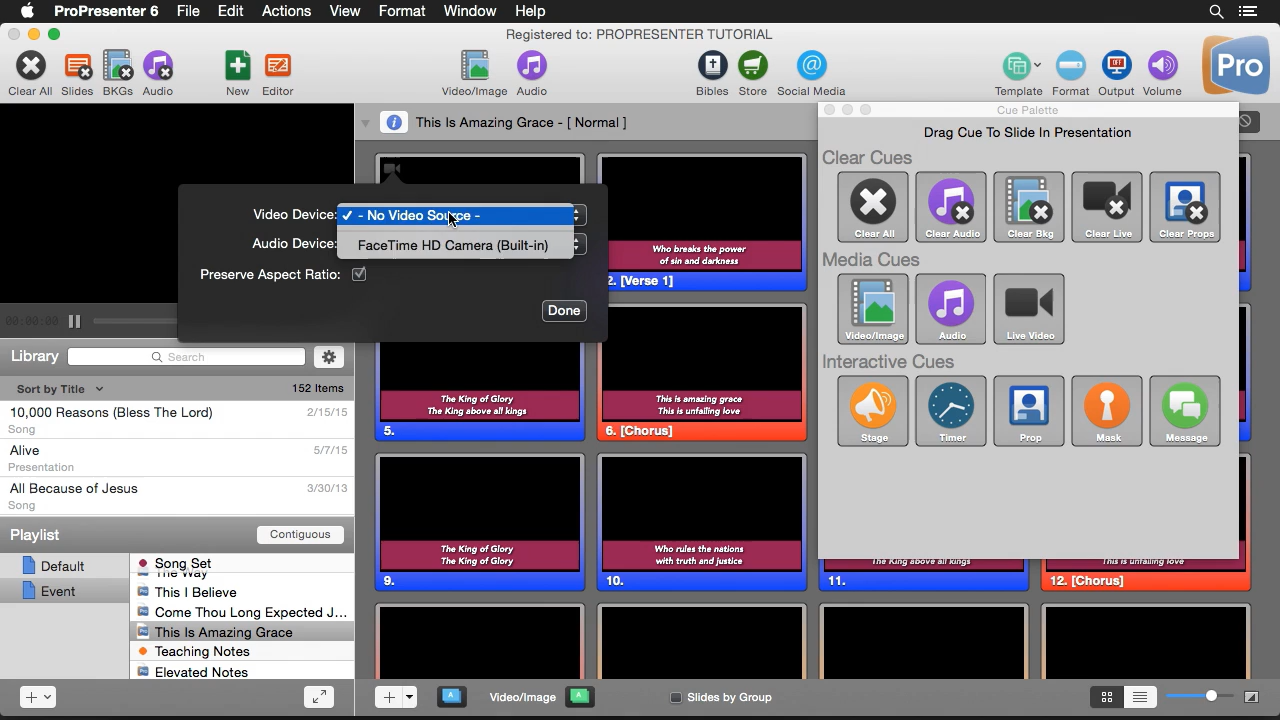 ProPresenter 6 File Edit Actions View Format Window Help
Registered to: PROPRESENTER TUTORIAL
Clear All Slides BKGs Audio New Editor Video/Image Audio Bibles Store Social Media Template Format Output Volume Pro
OFF
This Is Amazing Grace - [ Normal ]
Cue Palette
Drag Cue To Slide In Presentation
Clear Cues
Clear All Clear Audio Clear Bkg Clear Live Clear Props
Media Cues
Video/Image Audio Live Video
Interactive Cues
Stage Timer Prop Mask Message
Video Device: - No Video Source -
FaceTime HD Camera (Built-in)
Audio Device:
Preserve Aspect Ratio:
Done
Who breaks the power
of sin and darkness
2. [Verse 1]
The King of Glory
The King above all kings
5.
This is amazing grace
This is unfailing love
6. [Chorus]
The King of Glory
The King of Glory
9.
Who rules the nations
with truth and justice
10.
The King above all kings
11.
This is unfailing love
12. [Chorus]
00:00:00
Library Search
Sort by Title 152 Items
10,000 Reasons (Bless The Lord) 2/15/15
Song
Alive 5/7/15
Presentation
All Because of Jesus 3/30/13
Song
Playlist Contiguous
Default
Event
Song Set
The Way
This I Believe
Come Thou Long Expected J...
This Is Amazing Grace
Teaching Notes
Elevated Notes
Video/Image
Slides by Group